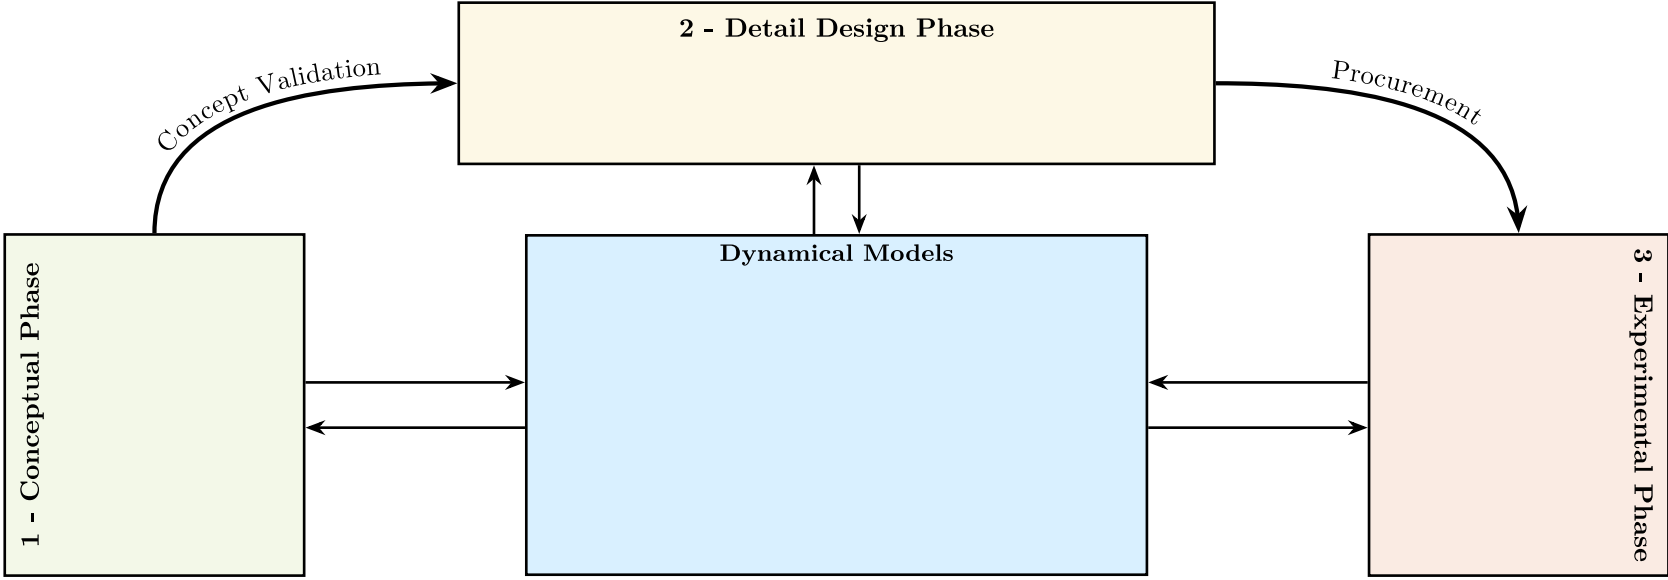 2 - Detail Design Phase
Concept Validation
Procurement
Dynamical Models
1 - Conceptual Phase
3 - Experimental Phase